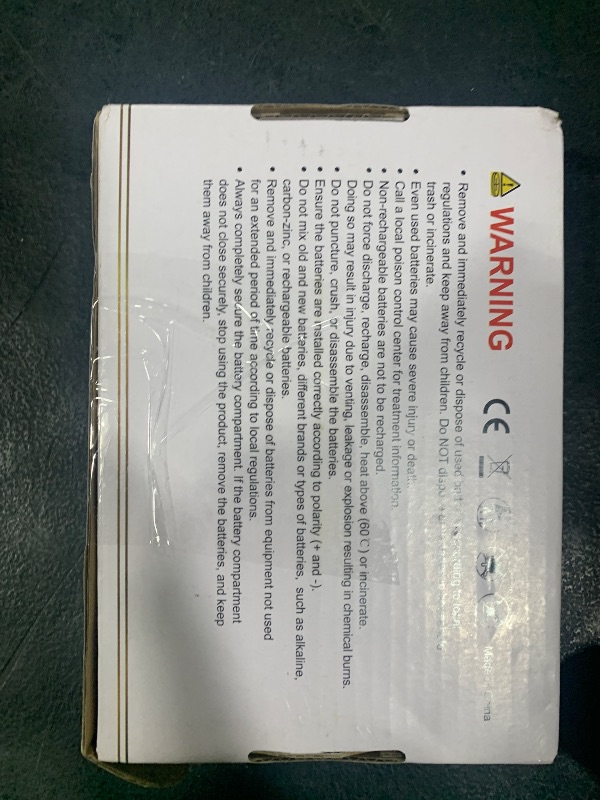 WARNING
CE
Made in China
• Remove and immediately recycle or dispose of used
regulations and keep away from children. Do NOT
trash or incinerate.
• Even used batteries may cause severe injury or death.
• Call a local poison control center for treatment information.
• Non-rechargeable batteries are not to be recharged.
• Do not force discharge, recharge, disassemble, heat above (60℃) or incinerate.
Doing so may result in injury due to venting, leakage or explosion resulting in chemical burns.
• Do not puncture, crush, or disassemble the batteries.
• Ensure the batteries are installed correctly according to polarity (+ and -).
• Do not mix old and new batteries, different brands or types of batteries, such as alkaline,
carbon-zinc, or rechargeable batteries.
• Remove and immediately recycle or dispose of batteries from equipment not used
for an extended period of time according to local regulations.
• Always completely secure the battery compartment. If the battery compartment
does not close securely, stop using the product, remove the batteries, and keep
them away from children.